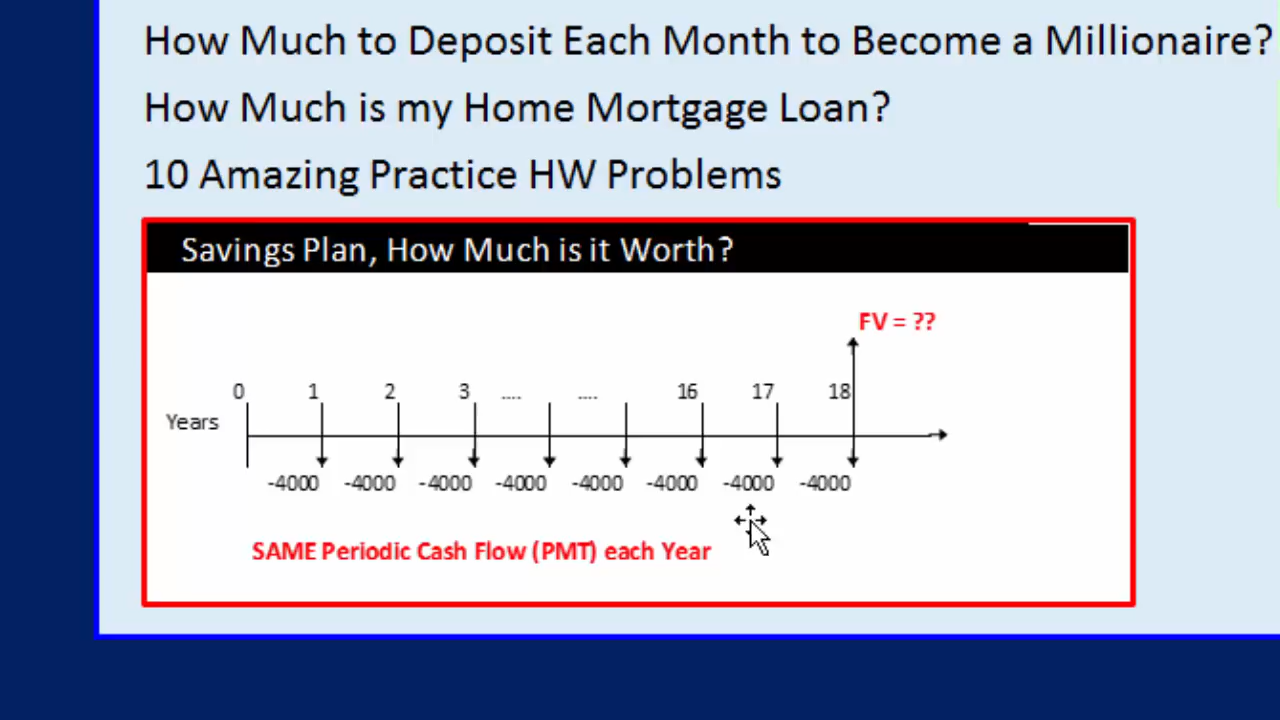 How Much to Deposit Each Month to Become a Millionaire?
How Much is my Home Mortgage Loan?
10 Amazing Practice HW Problems
Savings Plan, How Much is it Worth?
FV = ??
0 1 2 3 .... .... 16 17 18
Years
-4000 -4000 -4000 -4000 -4000 -4000 -4000 -4000
SAME Periodic Cash Flow (PMT) each Year